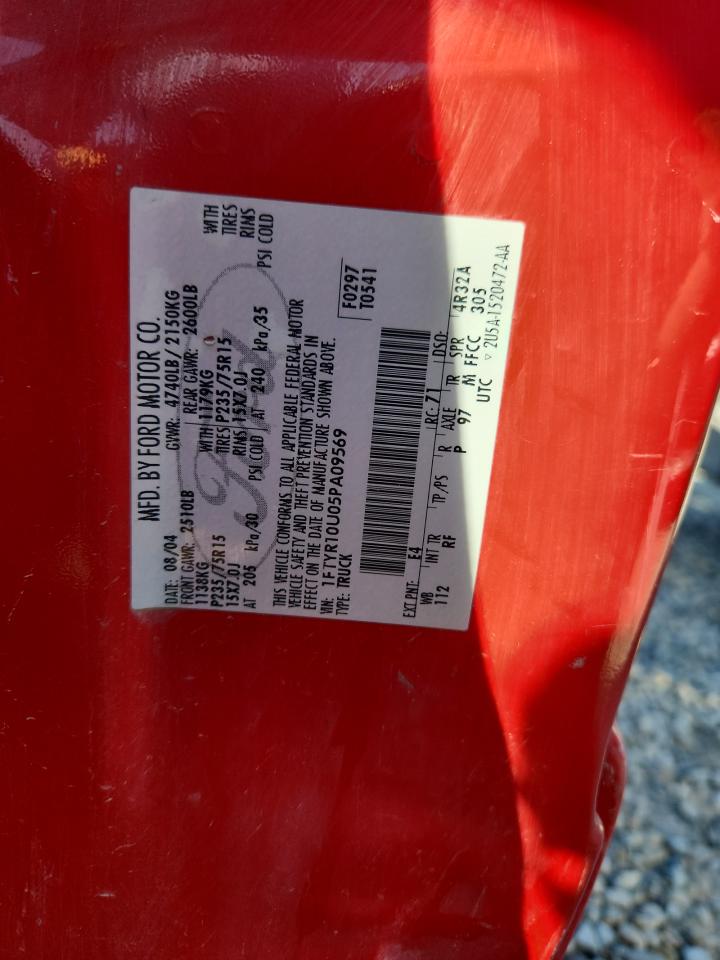 MFD. BY FORD MOTOR CO.
DATE: 08/04 GVWR: 4740LB / 2150KG
FRONT GAWR: 2510LB REAR GAWR: 2600LB
1138KG WITH 1179KG WITH
P235/75R15 TIRES P235/75R15 TIRES
15X7.0J RIMS 15X7.0J RIMS
AT 205 kPa/30 PSI COLD AT 240 kPa/35 PSI COLD
THIS VEHICLE CONFORMS TO ALL APPLICABLE FEDERAL MOTOR
VEHICLE SAFETY AND THEFT PREVENTION STANDARDS IN
EFFECT ON THE DATE OF MANUFACTURE SHOWN ABOVE.
VIN: 1FTYR10U05PA09569 F0297
TYPE: TRUCK T0541
EXT PNT: E4 RC: 71 DSO:
WB INT TR TP/PS R AXLE TR SPR 4R32A
112 RF P 97 M FFCC 305
UTC ▽ 2U5A-1520472-AA
Ford